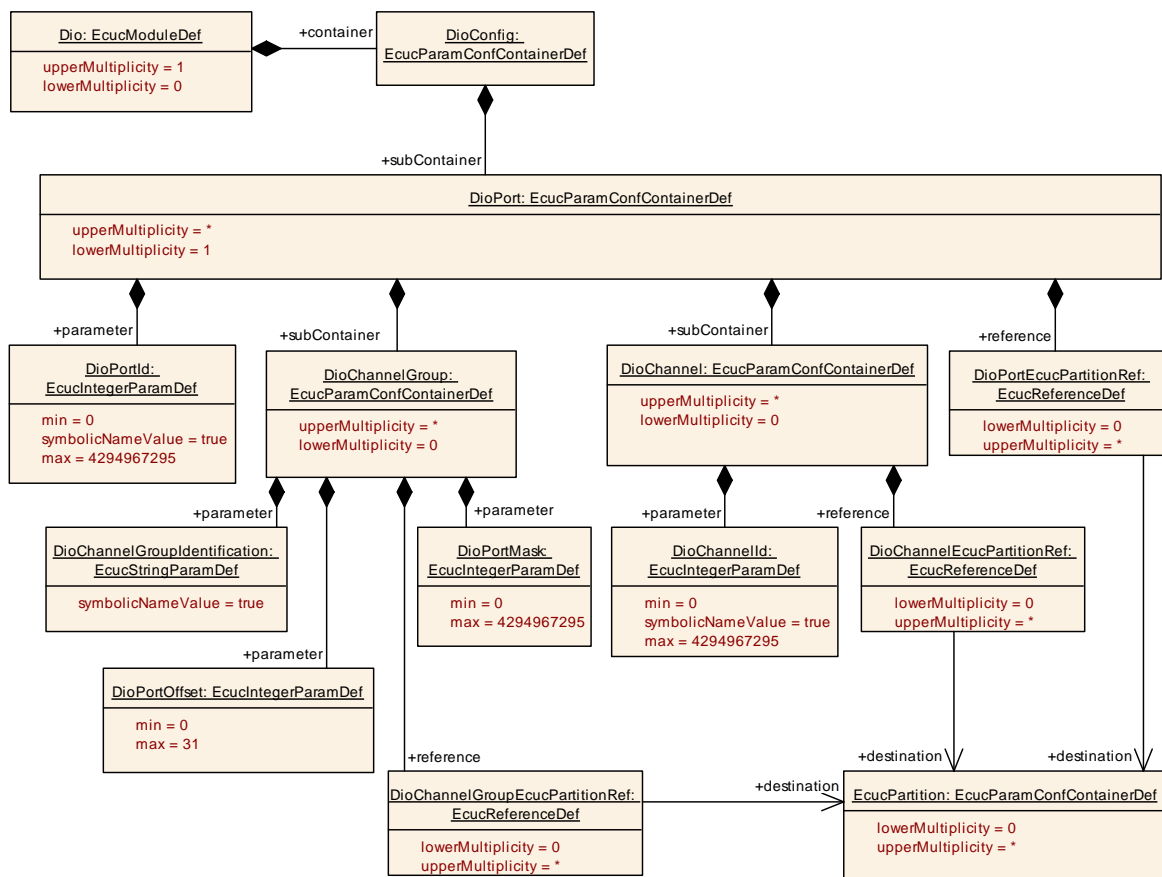 Dio: EcucModuleDef
upperMultiplicity = 1
lowerMultiplicity = 0
+container
DioConfig:
EcucParamConfContainerDef
+subContainer
DioPort: EcucParamConfContainerDef
upperMultiplicity = *
lowerMultiplicity = 1
+parameter
+subContainer
+subContainer
+reference
DioPortId:
EcucIntegerParamDef
min = 0
symbolicNameValue = true
max = 4294967295
DioChannelGroup:
EcucParamConfContainerDef
upperMultiplicity = *
lowerMultiplicity = 0
DioChannel: EcucParamConfContainerDef
upperMultiplicity = *
lowerMultiplicity = 0
DioPortEcucPartitionRef:
EcucReferenceDef
lowerMultiplicity = 0
upperMultiplicity = *
+parameter
+parameter
+parameter
+reference
DioChannelGroupIdentification:
EcucStringParamDef
symbolicNameValue = true
DioPortMask:
EcucIntegerParamDef
min = 0
max = 4294967295
DioChannelId:
EcucIntegerParamDef
min = 0
symbolicNameValue = true
max = 4294967295
DioChannelEcucPartitionRef:
EcucReferenceDef
lowerMultiplicity = 0
upperMultiplicity = *
+parameter
DioPortOffset: EcucIntegerParamDef
min = 0
max = 31
+reference
+destination
+destination
+destination
DioChannelGroupEcucPartitionRef:
EcucReferenceDef
lowerMultiplicity = 0
upperMultiplicity = *
EcucPartition: EcucParamConfContainerDef
lowerMultiplicity = 0
upperMultiplicity = *